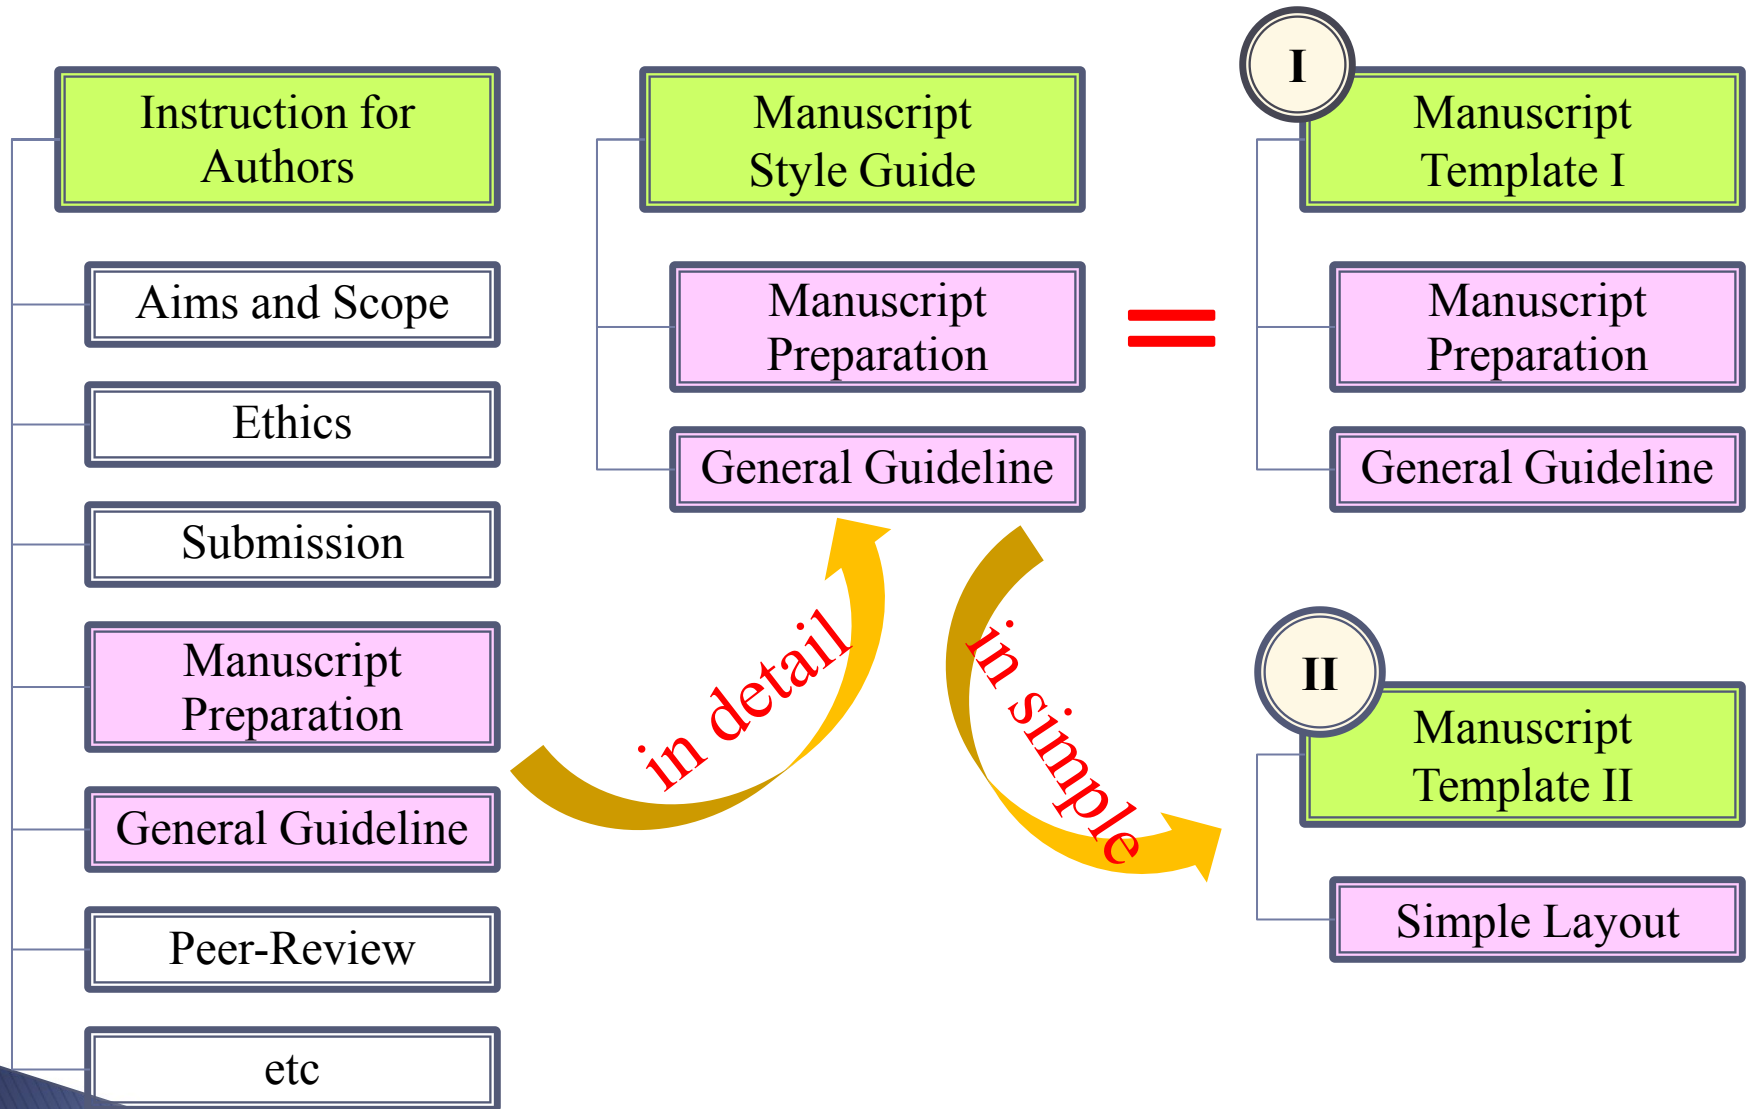 Instruction for
Authors
Aims and Scope
Ethics
Submission
Manuscript
Preparation
General Guideline
Peer-Review
etc
in detail
Manuscript
Style Guide
Manuscript
Preparation
General Guideline
in simple
=
I
Manuscript
Template I
Manuscript
Preparation
General Guideline
II
Manuscript
Template II
Simple Layout